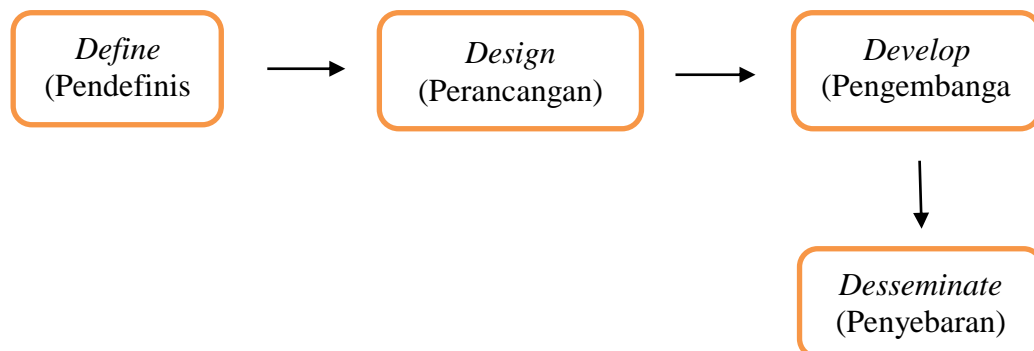 Define
(Pendefinis
Design
(Perancangan)
Develop
(Pengembanga
Desseminate
(Penyebaran)